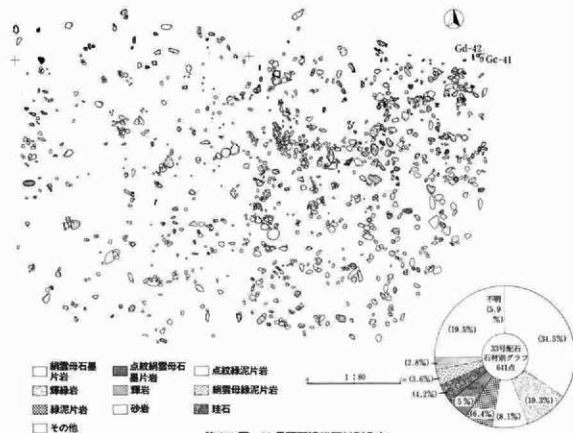 Gd-42
Gc-41
不明
(5.9
%)
(19.5%)
(34.5%)
33号配石
石材別グラフ
641点
(2.8%)
(3.6%)
(4.2%)
(5%)
(6.4%)
(8.1%)
(10.3%)
1:80
絹雲母石墨
片岩
点紋絹雲母石
墨片岩
点紋緑泥片岩
輝緑岩
輝岩
絹雲母緑泥片岩
緑泥片岩
砂岩
珪石
その他